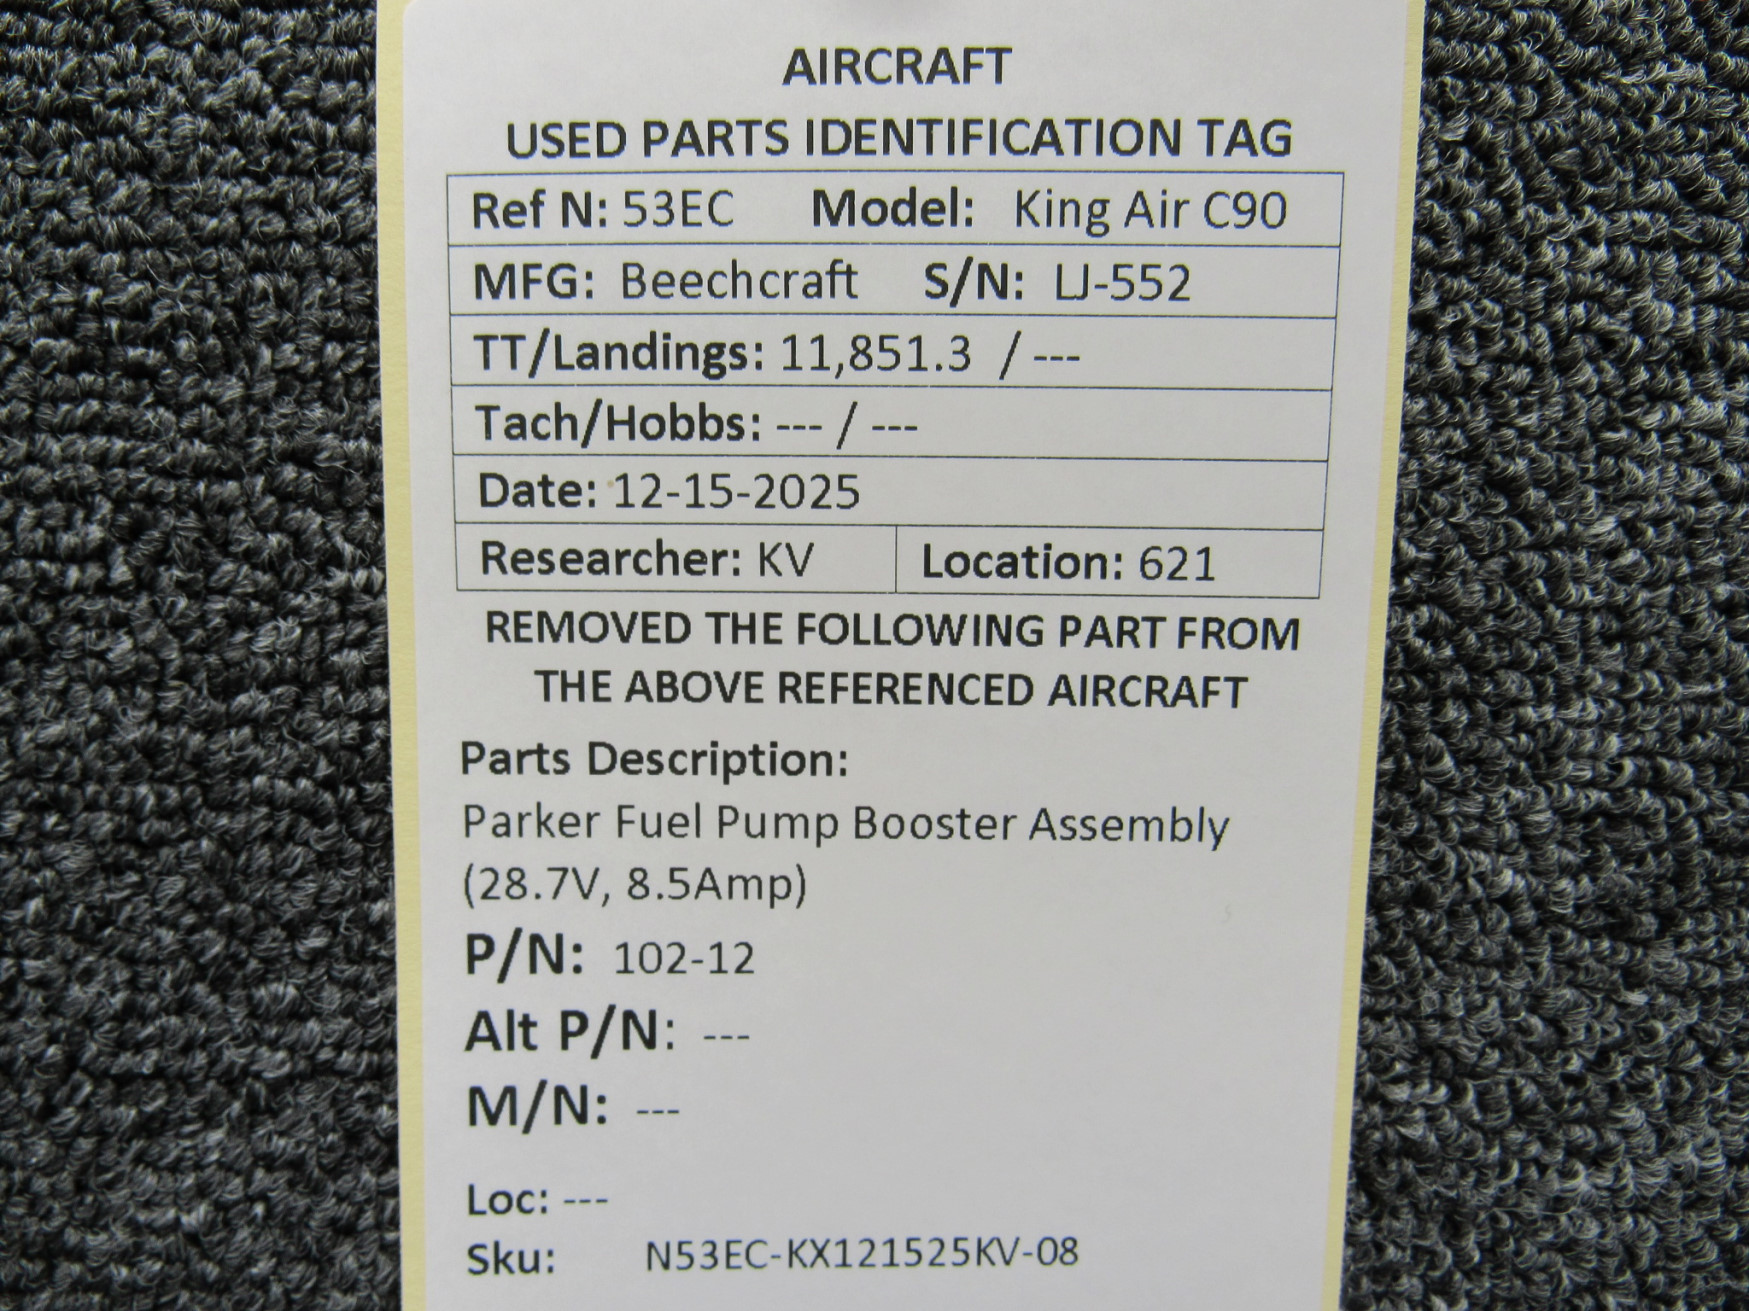 AIRCRAFT
USED PARTS IDENTIFICATION TAG
Ref N: 53EC Model: King Air C90
MFG: Beechcraft S/N: LJ-552
TT/Landings: 11,851.3 / ---
Tach/Hobbs: --- / ---
Date: 12-15-2025
Researcher: KV Location: 621
REMOVED THE FOLLOWING PART FROM
THE ABOVE REFERENCED AIRCRAFT
Parts Description:
Parker Fuel Pump Booster Assembly
(28.7V, 8.5Amp)
P/N: 102-12
Alt P/N: ---
M/N: ---
Loc: ---
Sku: N53EC-KX121525KV-08